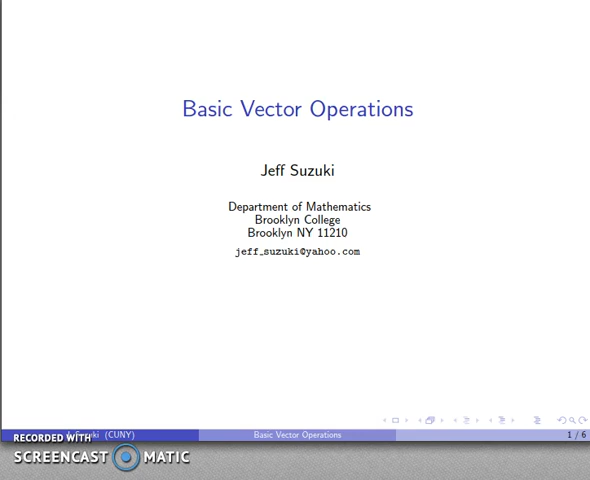 Basic Vector Operations
Jeff Suzuki
Department of Mathematics
Brooklyn College
Brooklyn NY 11210
jeff_suzuki@yahoo.com
(CUNY)
Basic Vector Operations
1 / 6
RECORDED WITH
SCREENCAST MATIC